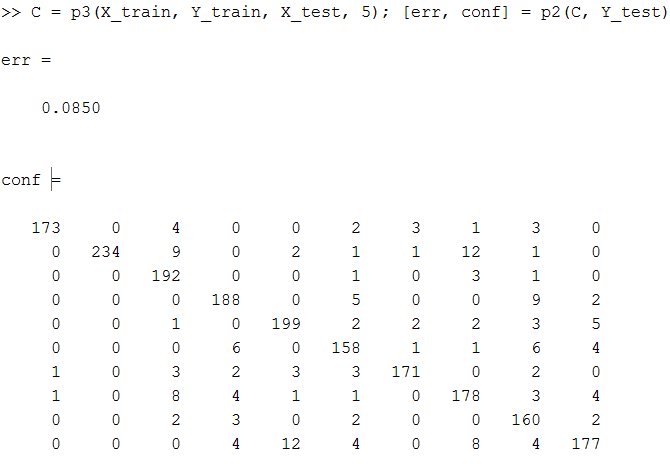 >> C = p3(X_train, Y_train, X_test, 5); [err, conf] = p2(C, Y_test)
err =
0.0850
conf =
173 0 4 0 0 2 3 1 3 0
0 234 9 0 2 1 1 12 1 0
0 0 192 0 0 1 0 3 1 0
0 0 0 188 0 5 0 0 9 2
0 0 1 0 199 2 2 2 3 5
0 0 0 6 0 158 1 1 6 4
1 0 3 2 3 3 171 0 2 0
1 0 8 4 1 1 0 178 3 4
0 0 2 3 0 2 0 0 160 2
0 0 0 4 12 4 0 8 4 177